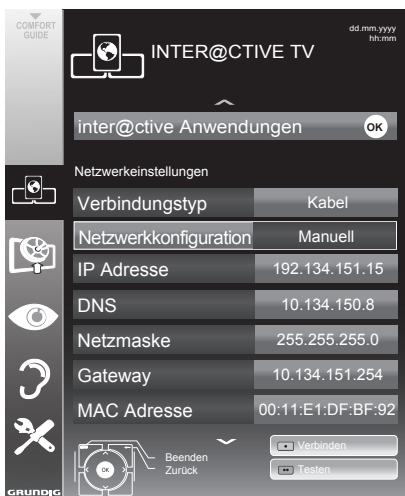 COMFORT
GUIDE
INTER@CTIVE TV
dd.mm.yyyy
hh:mm
inter@ctive Anwendungen OK
Netzwerkeinstellungen
Verbindungstyp Kabel
Netzwerkkonfiguration Manuell
IP Adresse 192.134.151.15
DNS 10.134.150.8
Netzmaske 255.255.255.0
Gateway 10.134.151.254
MAC Adresse 00:11:E1:DF:BF:92
OK
Beenden
Zurück
Verbinden
Testen
GRUNDIG